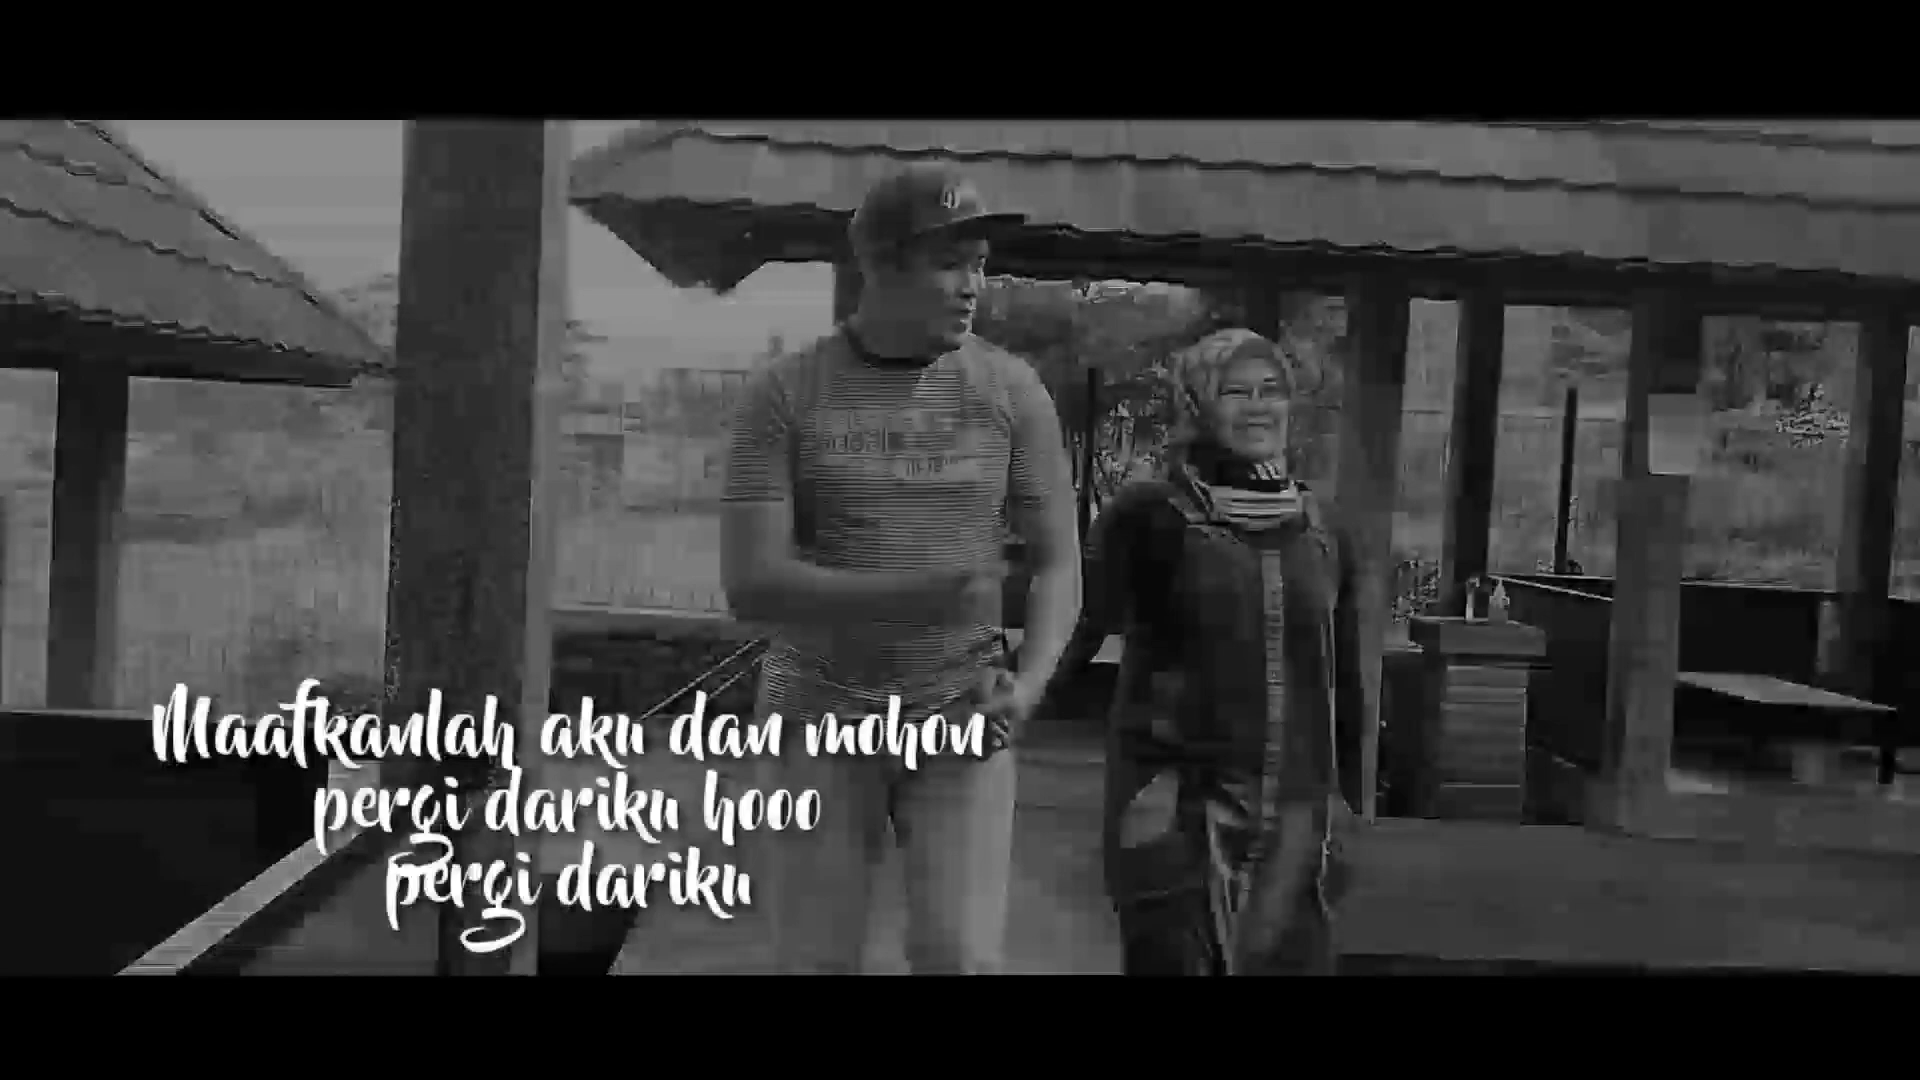 Maafkanlah aku dan mohon
pergi dariku hooo
pergi dariku